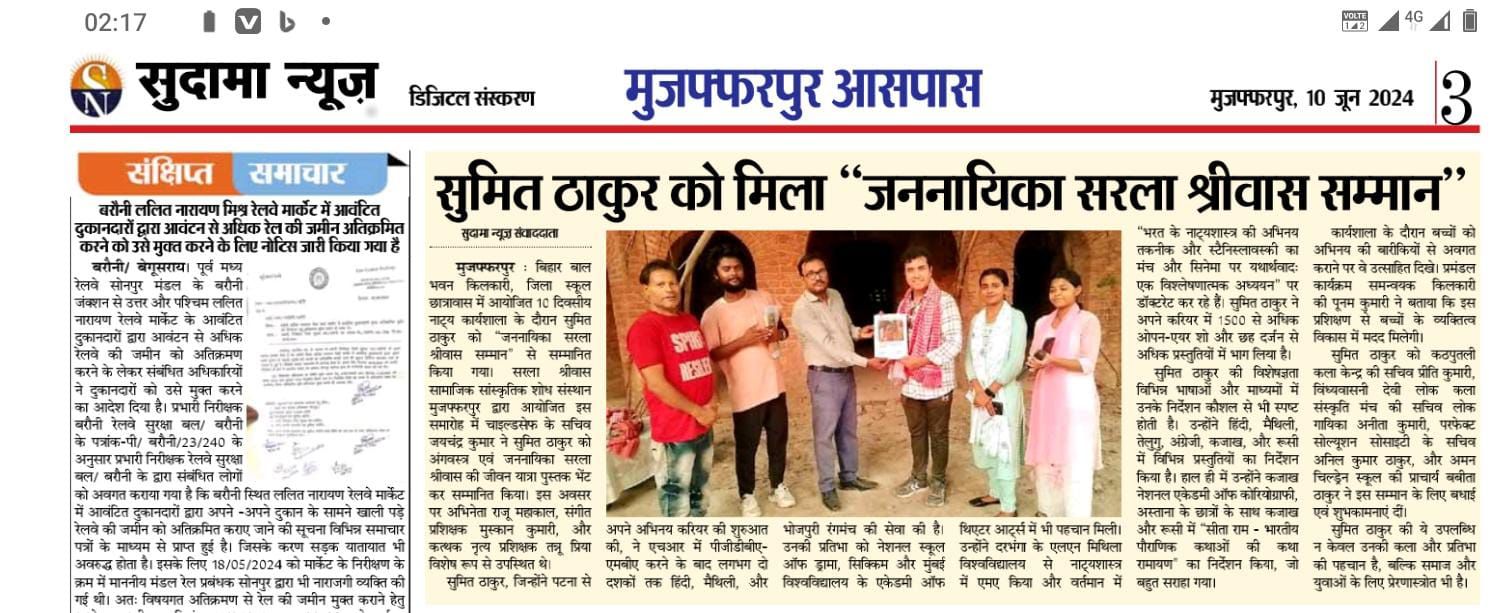 02:17
VOLTE
4G
सुदामा न्यूज़
डिजिटल संस्करण
मुजफ्फरपुर आसपास
मुजफ्फरपुर, 10 जून 2024
3
संक्षिप्त समाचार
बरौनी ललित नारायण मिश्र रेलवे मार्केट में आवंटित
दुकानदारों द्वारा आवंटन से अधिक रेल की जमीन अतिक्रमित
करने को उसे मुक्त करने के लिए नोटिस जारी किया गया है
बरौनी/ बेगूसराय। पूर्व मध्य
रेलवे सोनपुर मंडल के बरौनी
जंक्शन से उत्तर और पश्चिम ललित
नारायण रेलवे मार्केट के आवंटित
दुकानदारों द्वारा आवंटन से अधिक
रेलवे की जमीन को अतिक्रमण
करने के लेकर संबंधित अधिकारियों
ने दुकानदारों को उसे मुक्त करने
का आदेश दिया है। प्रभारी निरीक्षक
बरौनी रेलवे सुरक्षा बल/ बरौनी
के पत्रांक-पी/ बरौनी/23/240 के
अनुसार प्रभारी निरीक्षक रेलवे सुरक्षा
बल/ बरौनी के द्वारा संबंधित लोगों
को अवगत कराया गया है कि बरौनी स्थित ललित नारायण रेलवे मार्केट
में आवंटित दुकानदारों द्वारा अपने -अपने दुकान के सामने खाली पड़े
रेलवे की जमीन को अतिक्रमित कराए जाने की सूचना विभिन्न समाचार
पत्रों के माध्यम से प्राप्त हुई है। जिसके करण सड़क यातायात भी
अवरुद्ध होता है। इसके लिए 18/05/2024 को मार्केट के निरीक्षण के
क्रम में माननीय मंडल रेल प्रबंधक सोनपुर द्वारा भी नाराजगी व्यक्ति की
गई थी। अतः विषयगत अतिक्रमण से रेल की जमीन मुक्त कराने हेतु
सुमित ठाकुर को मिला “जननायिका सरला श्रीवास सम्मान”
सुदामा न्यूज़ संवाददाता
मुजफ्फरपुर : बिहार बाल
भवन किलकारी, जिला स्कूल
छात्रावास में आयोजित 10 दिवसीय
नाट्य कार्यशाला के दौरान सुमित
ठाकुर को “जननायिका सरला
श्रीवास सम्मान” से सम्मानित
किया गया। सरला श्रीवास
सामाजिक सांस्कृतिक शोध संस्थान
मुजफ्फरपुर द्वारा आयोजित इस
समारोह में चाइल्डसेफ के सचिव
जयचंद्र कुमार ने सुमित ठाकुर को
अंगवस्त्र एवं जननायिका सरला
श्रीवास की जीवन यात्रा पुस्तक भेंट
कर सम्मानित किया। इस अवसर
पर अभिनेता राजू महाकाल, संगीत
प्रशिक्षक मुस्कान कुमारी, और
कत्थक नृत्य प्रशिक्षक तन्नू प्रिया
विशेष रूप से उपस्थित थे।
सुमित ठाकुर, जिन्होंने पटना से
अपने अभिनय करियर की शुरुआत
की, ने एचआर में पीजीडीबीए-
एमबीए करने के बाद लगभग दो
दशकों तक हिंदी, मैथिली, और
भोजपुरी रंगमंच की सेवा की है।
उनकी प्रतिभा को नेशनल स्कूल
ऑफ ड्रामा, सिक्किम और मुंबई
विश्वविद्यालय के एकेडमी ऑफ
थिएटर आर्ट्स में भी पहचान मिली।
उन्होंने दरभंगा के एलएन मिथिला
विश्वविद्यालय से नाट्यशास्त्र
में एमए किया और वर्तमान में
“भरत के नाट्यशास्त्र की अभिनय
तकनीक और स्टैनिस्लावस्की का
मंच और सिनेमा पर यथार्थवादः
एक विश्लेषणात्मक अध्ययन” पर
डॉक्टरेट कर रहे हैं। सुमित ठाकुर ने
अपने करियर में 1500 से अधिक
ओपन-एयर शो और छह दर्जन से
अधिक प्रस्तुतियों में भाग लिया है।
सुमित ठाकुर की विशेषज्ञता
विभिन्न भाषाओं और माध्यमों में
उनके निर्देशन कौशल से भी स्पष्ट
होती है। उन्होंने हिंदी, मैथिली,
तेलुगु, अंग्रेजी, कजाख, और रूसी
में विभिन्न प्रस्तुतियों का निर्देशन
किया है। हाल ही में उन्होंने कजाख
नेशनल एकेडमी ऑफ कोरियोग्राफी,
अस्ताना के छात्रों के साथ कजाख
और रूसी में “सीता राम - भारतीय
पौराणिक कथाओं की कथा
रामायण” का निर्देशन किया, जो
बहुत सराहा गया।
कार्यशाला के दौरान बच्चों को
अभिनय की बारीकियों से अवगत
कराने पर वे उत्साहित दिखे। प्रमंडल
कार्यक्रम समन्वयक किलकारी
की पूनम कुमारी ने बताया कि इस
प्रशिक्षण से बच्चों के व्यक्तित्व
विकास में मदद मिलेगी।
सुमित ठाकुर को कठपुतली
कला केन्द्र की सचिव प्रीति कुमारी,
विंध्यवासनी देवी लोक कला
संस्कृति मंच की सचिव लोक
गायिका अनीता कुमारी, परफेक्ट
सोल्यूशन सोसाइटी के सचिव
अनिल कुमार ठाकुर, और अमन
चिल्ड्रेन स्कूल की प्राचार्य बबीता
ठाकुर ने इस सम्मान के लिए बधाई
एवं शुभकामनाएं दीं।
सुमित ठाकुर की ये उपलब्धि
न केवल उनकी कला और प्रतिभा
की पहचान है, बल्कि समाज और
युवाओं के लिए प्रेरणास्त्रोत भी है।